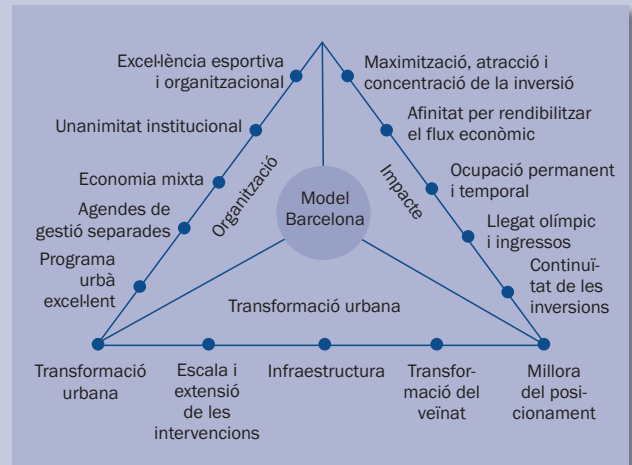 Excel·lència esportiva
i organitzacional
Maximització, atracció i
concentració de la inversió
Unanimitat institucional
Afinitat per rendibilitzar
el flux econòmic
Economia mixta
Organització
Impacte
Ocupació permanent
i temporal
Model
Barcelona
Agendes de
gestió separades
Llegat olímpic
i ingressos
Programa
urbà
excel·lent
Continuï-
tat de les
inversions
Transformació urbana
Transformació
urbana
Escala i
extensió
de les
intervencions
Infraestructura
Transfor-
mació del
veïnat
Millora
del posi-
cionament